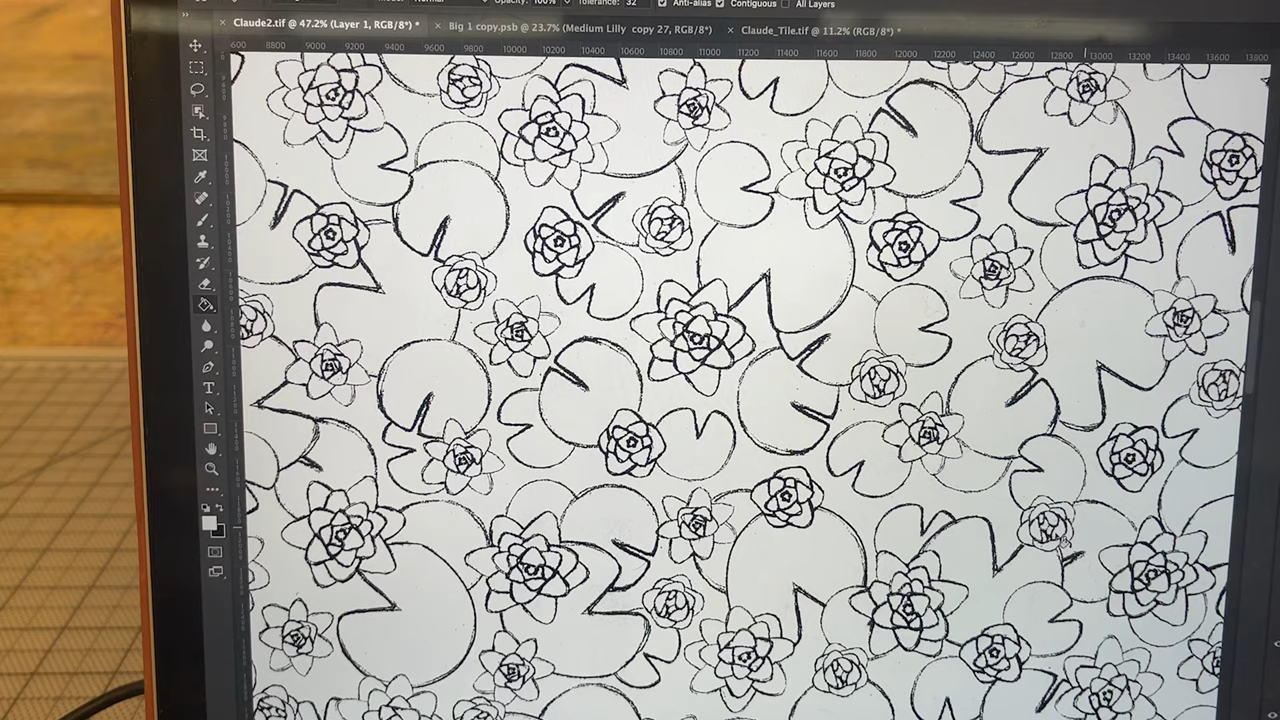 Opacity: 100% Tolerance: 32 Anti-alias Contiguous All Layers
× Claude2.tif @ 47.2% (Layer 1, RGB/8*) * × Big 1 copy.psb @ 23.7% (Medium Lilly copy 27, RGB/8*) × Claude_Tile.tif @ 11.2% (RGB/8*) *
600 8800 9000 9200 9400 9600 9800 10000 10200 10400 10600 10800 11000 11200 11400 11600 11800 12000 12200 12400 12600 12800 13000 13200 13400 13600 13800
T